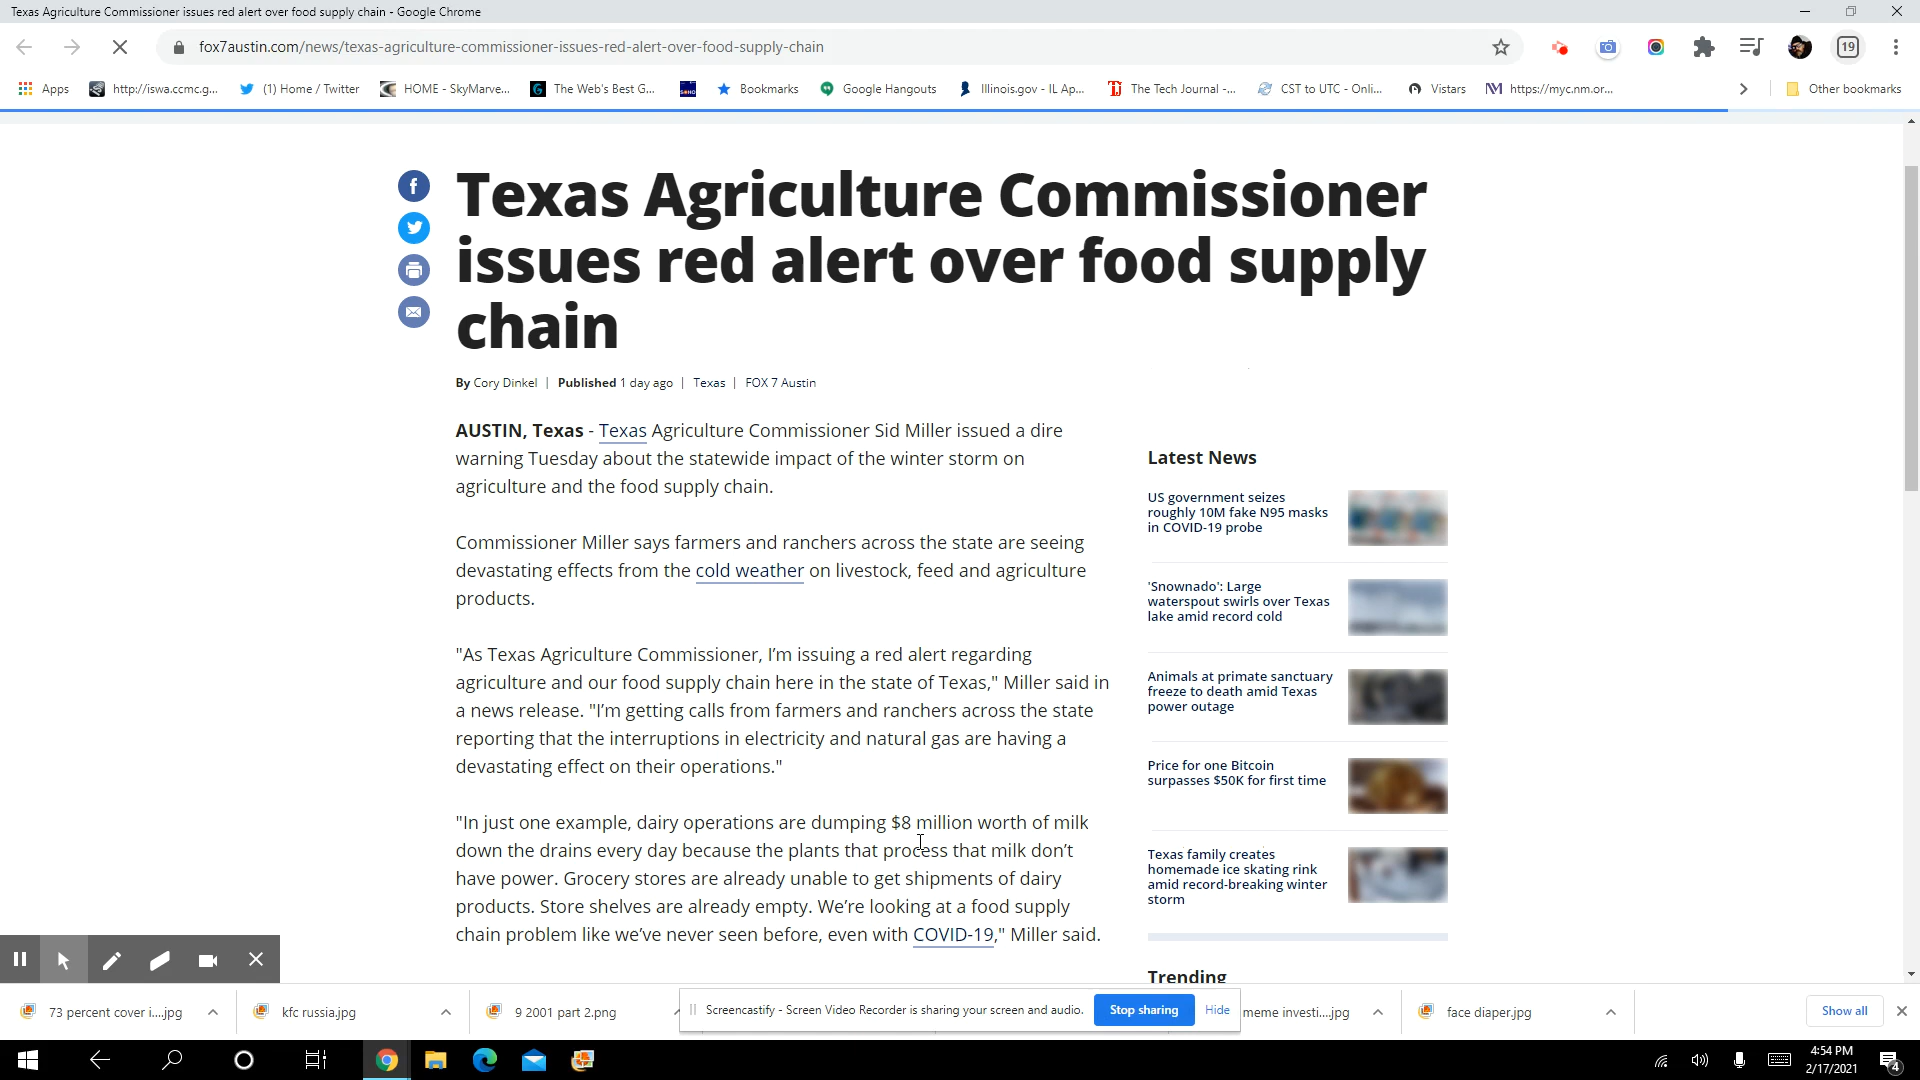 Texas Agriculture Commissioner issues red alert over food supply chain - Google Chrome
fox7austin.com/news/texas-agriculture-commissioner-issues-red-alert-over-food-supply-chain
19
Apps
http://iswa.ccmc.g...
(1) Home / Twitter
HOME - SkyMarve...
The Web's Best G...
SOHO
Bookmarks
Google Hangouts
Illinois.gov - IL Ap...
The Tech Journal -...
CST to UTC - Onli...
Vistars
https://myc.nm.or...
Other bookmarks
Texas Agriculture Commissioner
issues red alert over food supply
chain
By Cory Dinkel | Published 1 day ago | Texas | FOX 7 Austin
AUSTIN, Texas - Texas Agriculture Commissioner Sid Miller issued a dire
warning Tuesday about the statewide impact of the winter storm on
agriculture and the food supply chain.
Commissioner Miller says farmers and ranchers across the state are seeing
devastating effects from the cold weather on livestock, feed and agriculture
products.
"As Texas Agriculture Commissioner, I’m issuing a red alert regarding
agriculture and our food supply chain here in the state of Texas," Miller said in
a news release. "I’m getting calls from farmers and ranchers across the state
reporting that the interruptions in electricity and natural gas are having a
devastating effect on their operations."
"In just one example, dairy operations are dumping $8 million worth of milk
down the drains every day because the plants that process that milk don’t
have power. Grocery stores are already unable to get shipments of dairy
products. Store shelves are already empty. We’re looking at a food supply
chain problem like we’ve never seen before, even with COVID-19," Miller said.
Latest News
US government seizes
roughly 10M fake N95 masks
in COVID-19 probe
'Snownado': Large
waterspout swirls over Texas
lake amid record cold
Animals at primate sanctuary
freeze to death amid Texas
power outage
Price for one Bitcoin
surpasses $50K for first time
Texas family creates
homemade ice skating rink
amid record-breaking winter
storm
Trending
73 percent cover i....jpg
kfc russia.jpg
9 2001 part 2.png
Screencastify - Screen Video Recorder is sharing your screen and audio.
Stop sharing
Hide
meme investi....jpg
face diaper.jpg
Show all
4:54 PM
2/17/2021
4